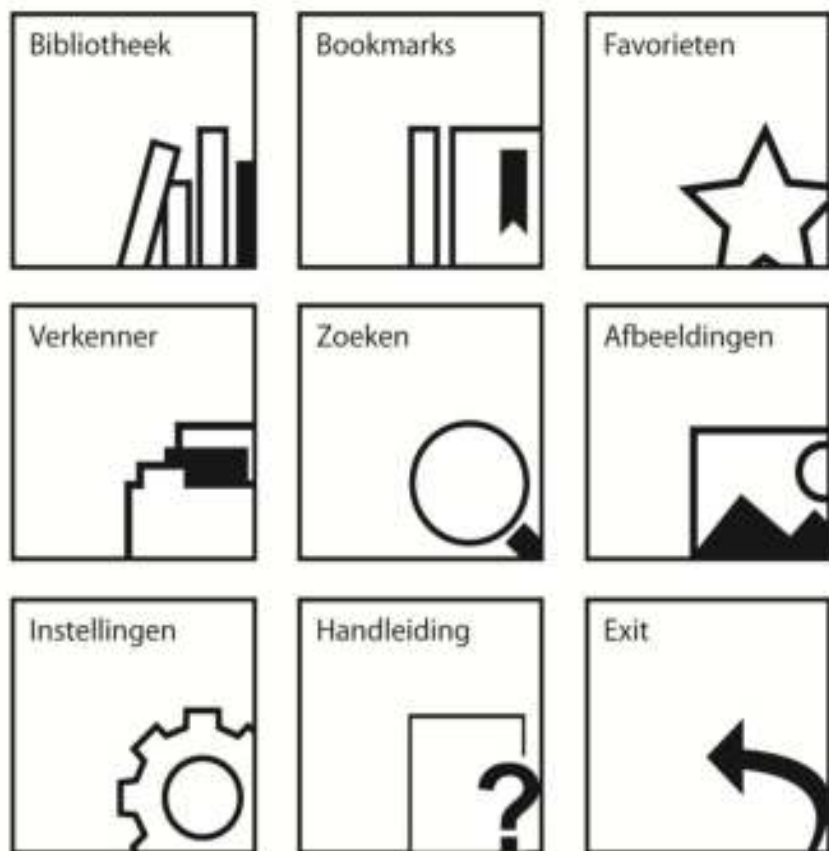 Bibliotheek
Bookmarks
Favorieten
Verkenner
Zoeken
Afbeeldingen
Instellingen
Handleiding
?
Exit